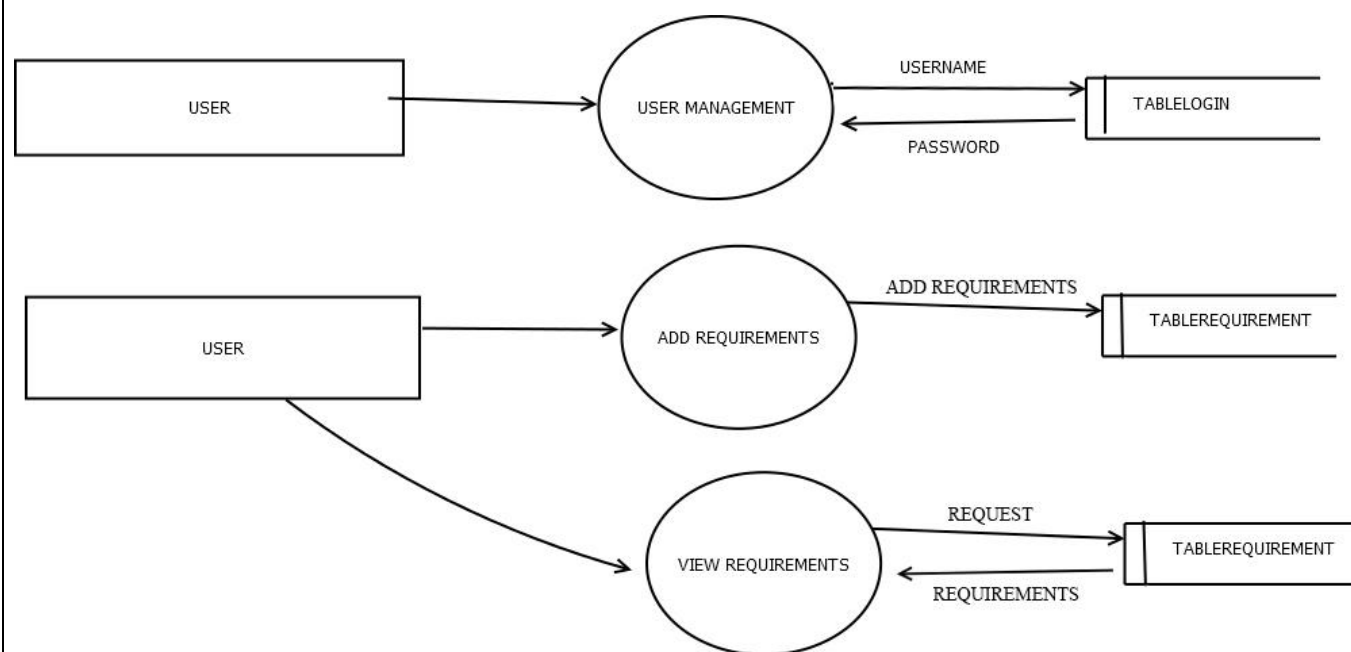 USER
USER MANAGEMENT
USERNAME
TABLELOGIN
PASSWORD
USER
ADD REQUIREMENTS
ADD REQUIREMENTS
TABLEREQUIREMENT
VIEW REQUIREMENTS
REQUEST
TABLEREQUIREMENT
REQUIREMENTS